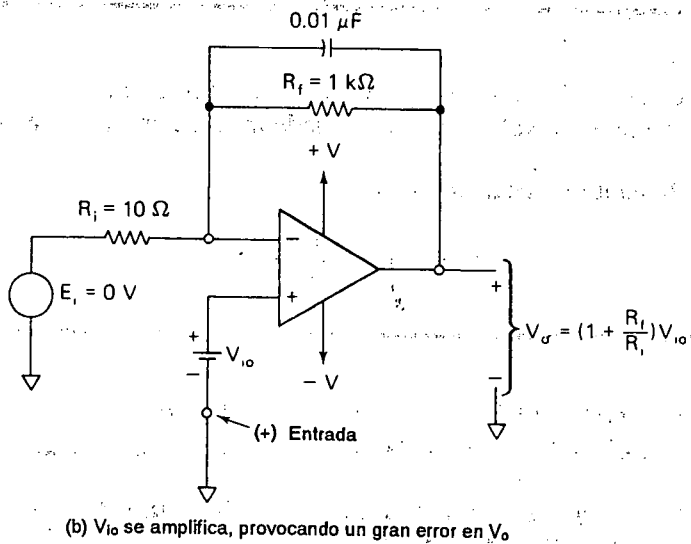 0.01 μF
R_f = 1 kΩ
+ V
R_i = 10 Ω
−
E_i = 0 V
+
+
V_o = (1 + R_f/R_i) V_io
+
V_io
−
− V
−
(+) Entrada
(b) V_io se amplifica, provocando un gran error en V_o